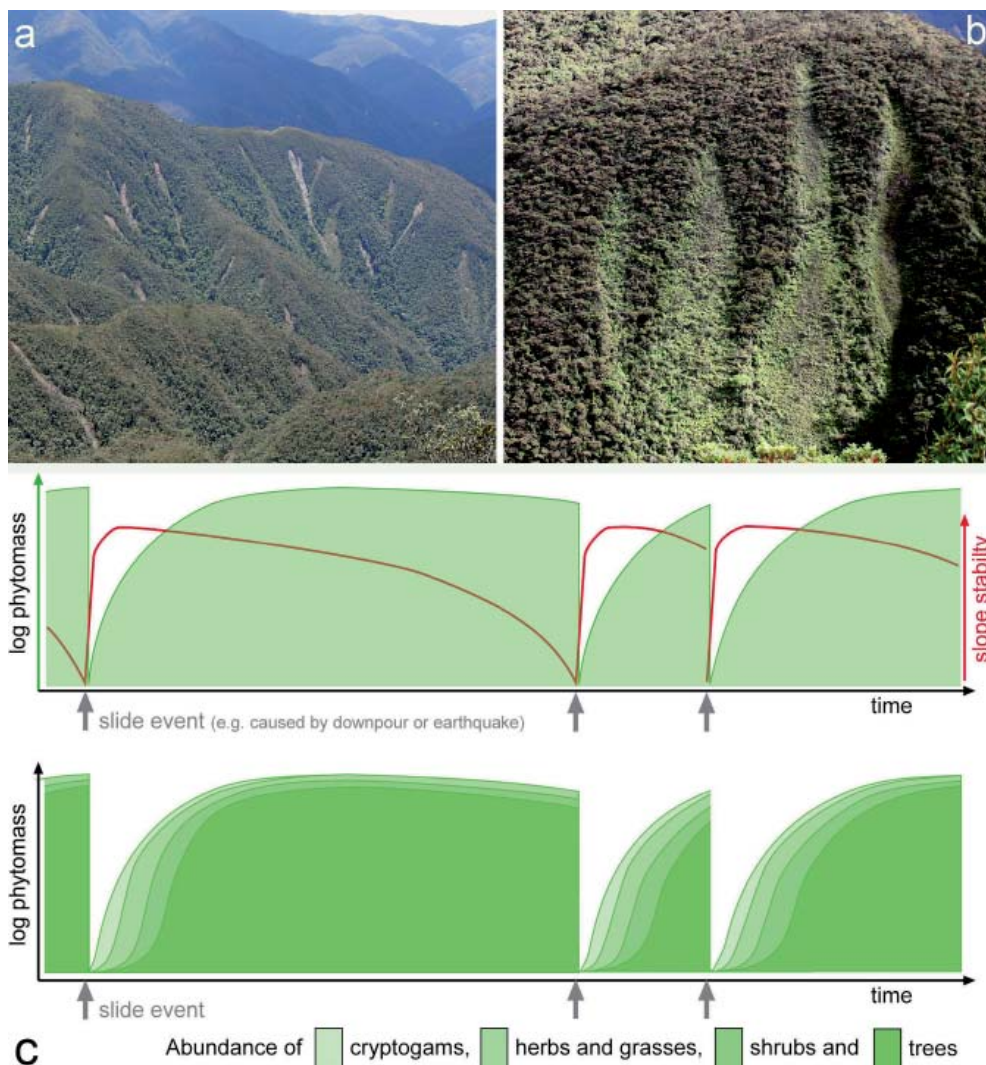 a
b
log phytomass
slope stabilty
time
slide event (e.g. caused by downpour or earthquake)
log phytomass
time
slide event
c
Abundance of cryptogams, herbs and grasses, shrubs and trees